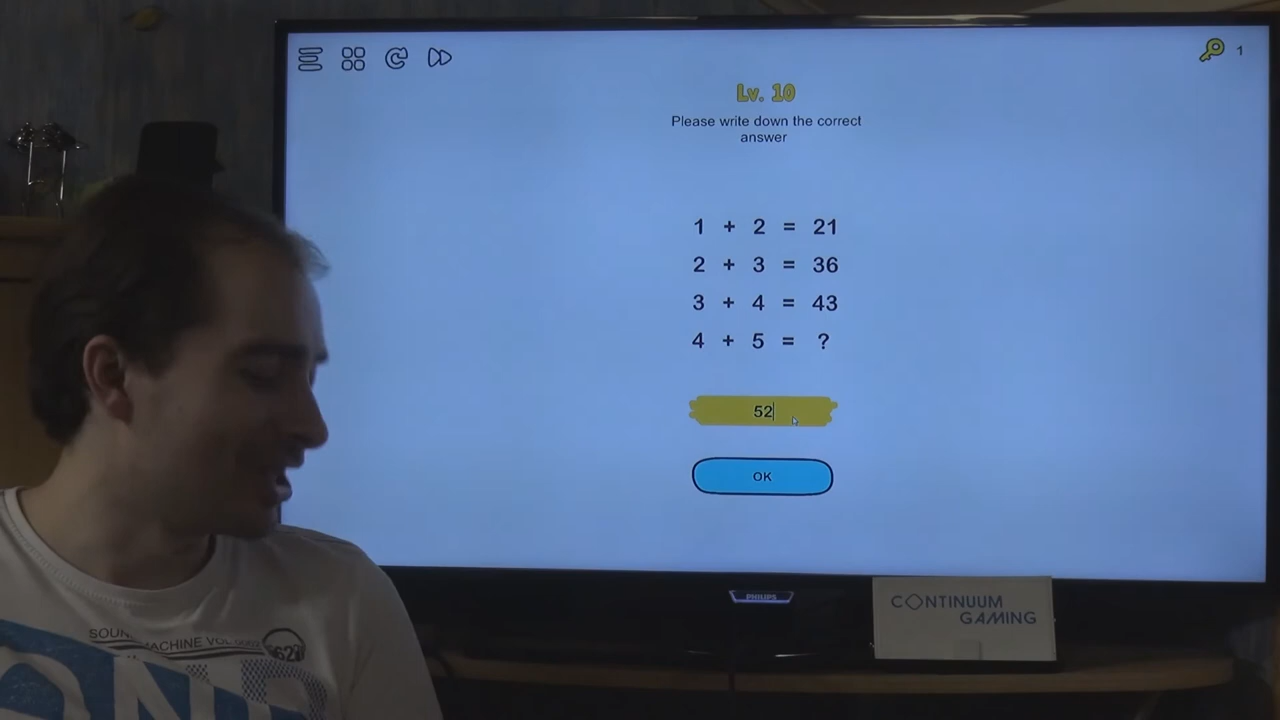 Lv. 10
1
Please write down the correct
answer
1 + 2 = 21
2 + 3 = 36
3 + 4 = 43
4 + 5 = ?
52
OK
PHILIPS
CONTINUUM
GAMING